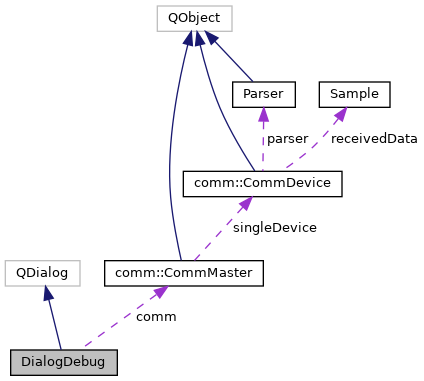 QObject
Parser
Sample
parser
receivedData
comm::CommDevice
singleDevice
QDialog
comm::CommMaster
comm
DialogDebug